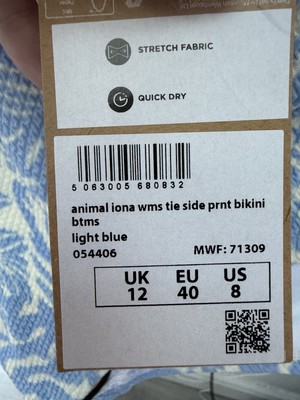 STRETCH FABRIC
QUICK DRY
5 063005 680832
animal iona wms tie side prnt bikini
btms
light blue
054406 MWF: 71309
UK EU US
12 40 8